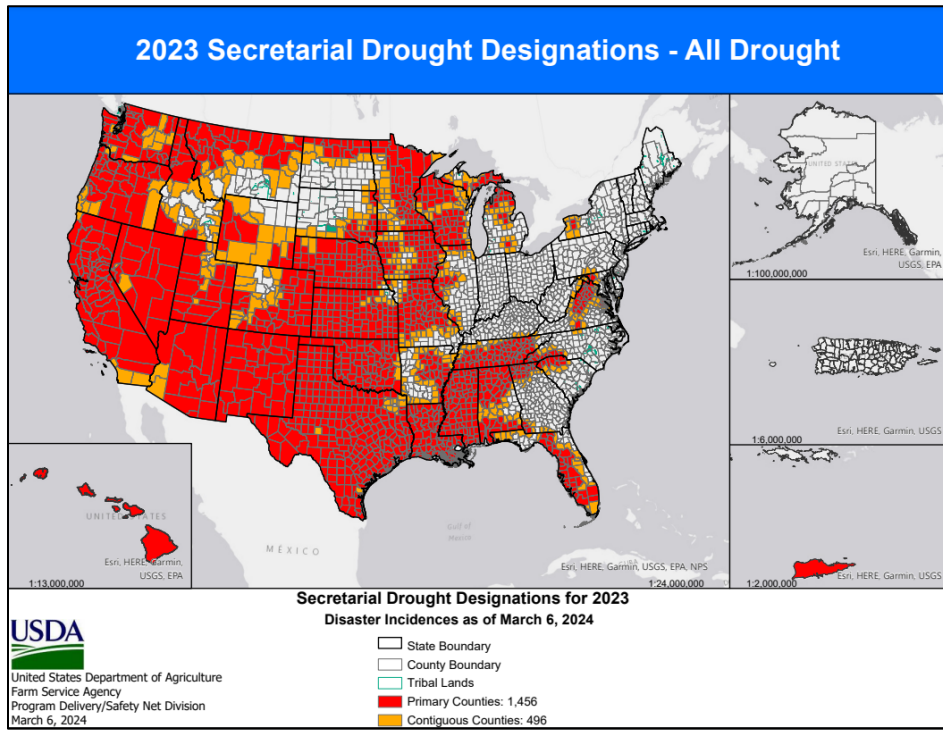 2023 Secretarial Drought Designations - All Drought
UNITED STATES
Esri, HERE, Garmin,
USGS, EPA
1:100,000,000
Esri, HERE, Garmin, USGS
1:6,000,000
UNITED STATES
Esri, HERE, Garmin,
USGS, EPA
1:13,000,000
MÉXICO
Gulf of
Mexico
Esri, HERE, Garmin, USGS, EPA, NPS
1:24,000,000
Esri, HERE, Garmin, USGS
1:2,000,000
Secretarial Drought Designations for 2023
Disaster Incidences as of March 6, 2024
USDA
United States Department of Agriculture
Farm Service Agency
Program Delivery/Safety Net Division
March 6, 2024
State Boundary
County Boundary
Tribal Lands
Primary Counties: 1,456
Contiguous Counties: 496